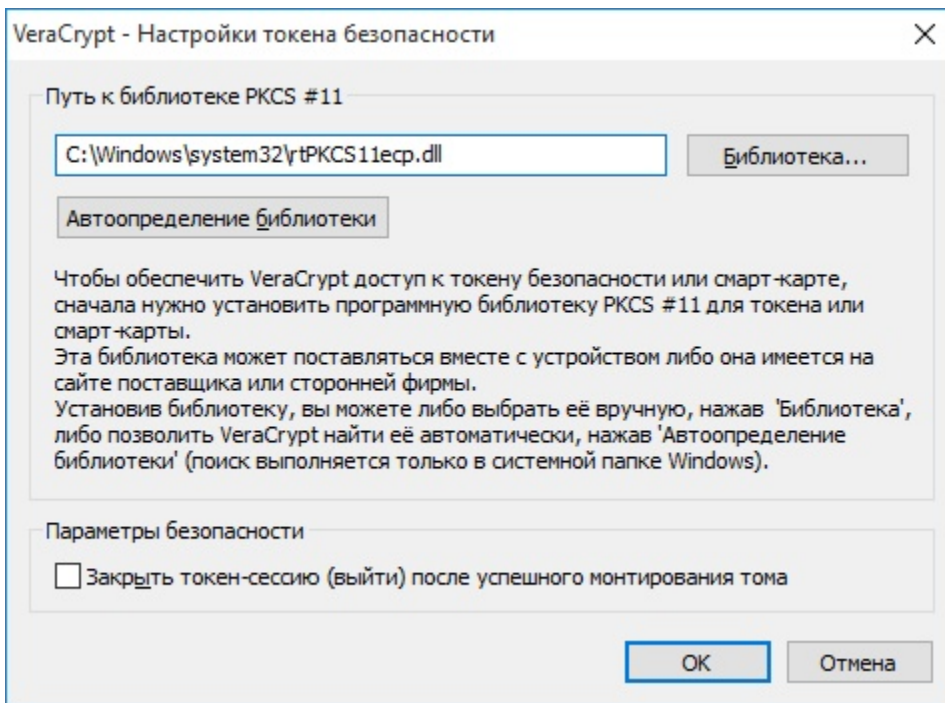 VeraCrypt - Настройки токена безопасности
Путь к библиотеке PKCS #11
C:\Windows\system32\rtPKCS11ecp.dll
Библиотека...
Автоопределение библиотеки
Чтобы обеспечить VeraCrypt доступ к токену безопасности или смарт-карте,
сначала нужно установить программную библиотеку PKCS #11 для токена или
смарт-карты.
Эта библиотека может поставляться вместе с устройством либо она имеется на
сайте поставщика или сторонней фирмы.
Установив библиотеку, вы можете либо выбрать её вручную, нажав 'Библиотека',
либо позволить VeraCrypt найти её автоматически, нажав 'Автоопределение
библиотеки' (поиск выполняется только в системной папке Windows).
Параметры безопасности
Закрыть токен-сессию (выйти) после успешного монтирования тома
OK
Отмена